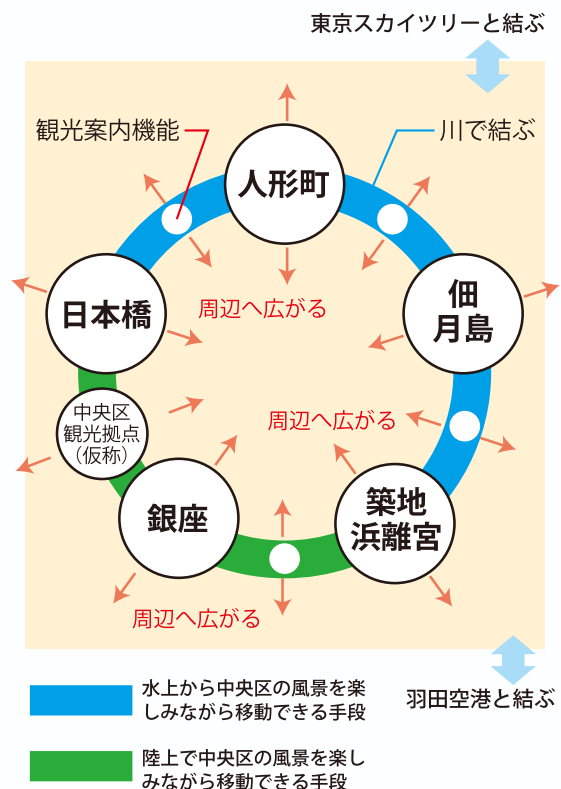 東京スカイツリーと結ぶ
観光案内機能
川で結ぶ
人形町
日本橋
周辺へ広がる
佃
月島
中央区
観光拠点
（仮称）
周辺へ広がる
銀座
築地
浜離宮
周辺へ広がる
水上から中央区の風景を楽
しみながら移動できる手段
羽田空港と結ぶ
陸上で中央区の風景を楽し
みながら移動できる手段